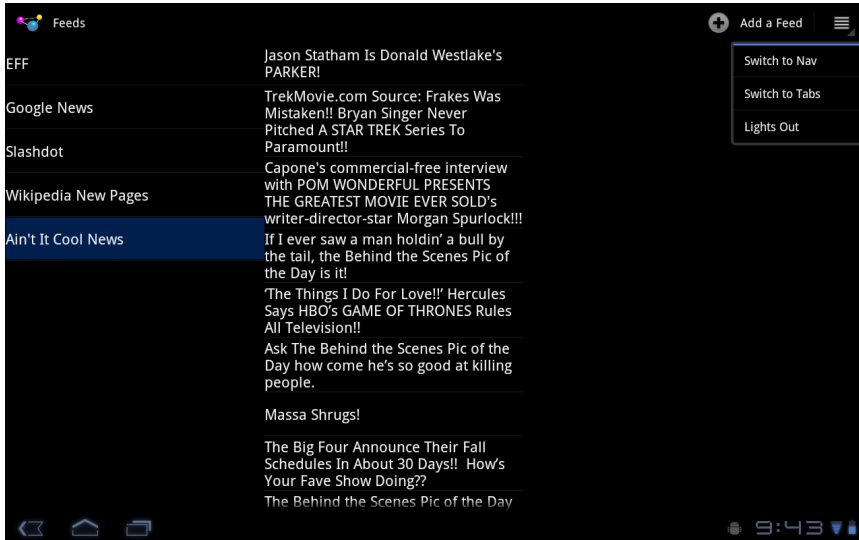 Feeds
Add a Feed
EFF
Google News
Slashdot
Wikipedia New Pages
Ain't It Cool News
Jason Statham Is Donald Westlake's
PARKER!
TrekMovie.com Source: Frakes Was
Mistaken!! Bryan Singer Never
Pitched A STAR TREK Series To
Paramount!!
Capone's commercial-free interview
with POM WONDERFUL PRESENTS
THE GREATEST MOVIE EVER SOLD's
writer-director-star Morgan Spurlock!!!
If I ever saw a man holdin’ a bull by
the tail, the Behind the Scenes Pic of
the Day is it!
‘The Things I Do For Love!!’ Hercules
Says HBO’s GAME OF THRONES Rules
All Television!!
Ask The Behind the Scenes Pic of the
Day how come he’s so good at killing
people.
Massa Shrugs!
The Big Four Announce Their Fall
Schedules In About 30 Days!!  How’s
Your Fave Show Doing??
The Behind the Scenes Pic of the Day
Switch to Nav
Switch to Tabs
Lights Out
9:43